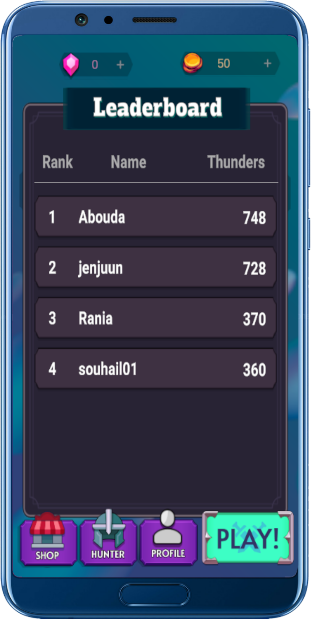 0 + 50 +
Leaderboard
Rank Name Thunders
1 Abouda 748
2 jenjuun 728
3 Rania 370
4 souhail01 360
SHOP HUNTER PROFILE PLAY!